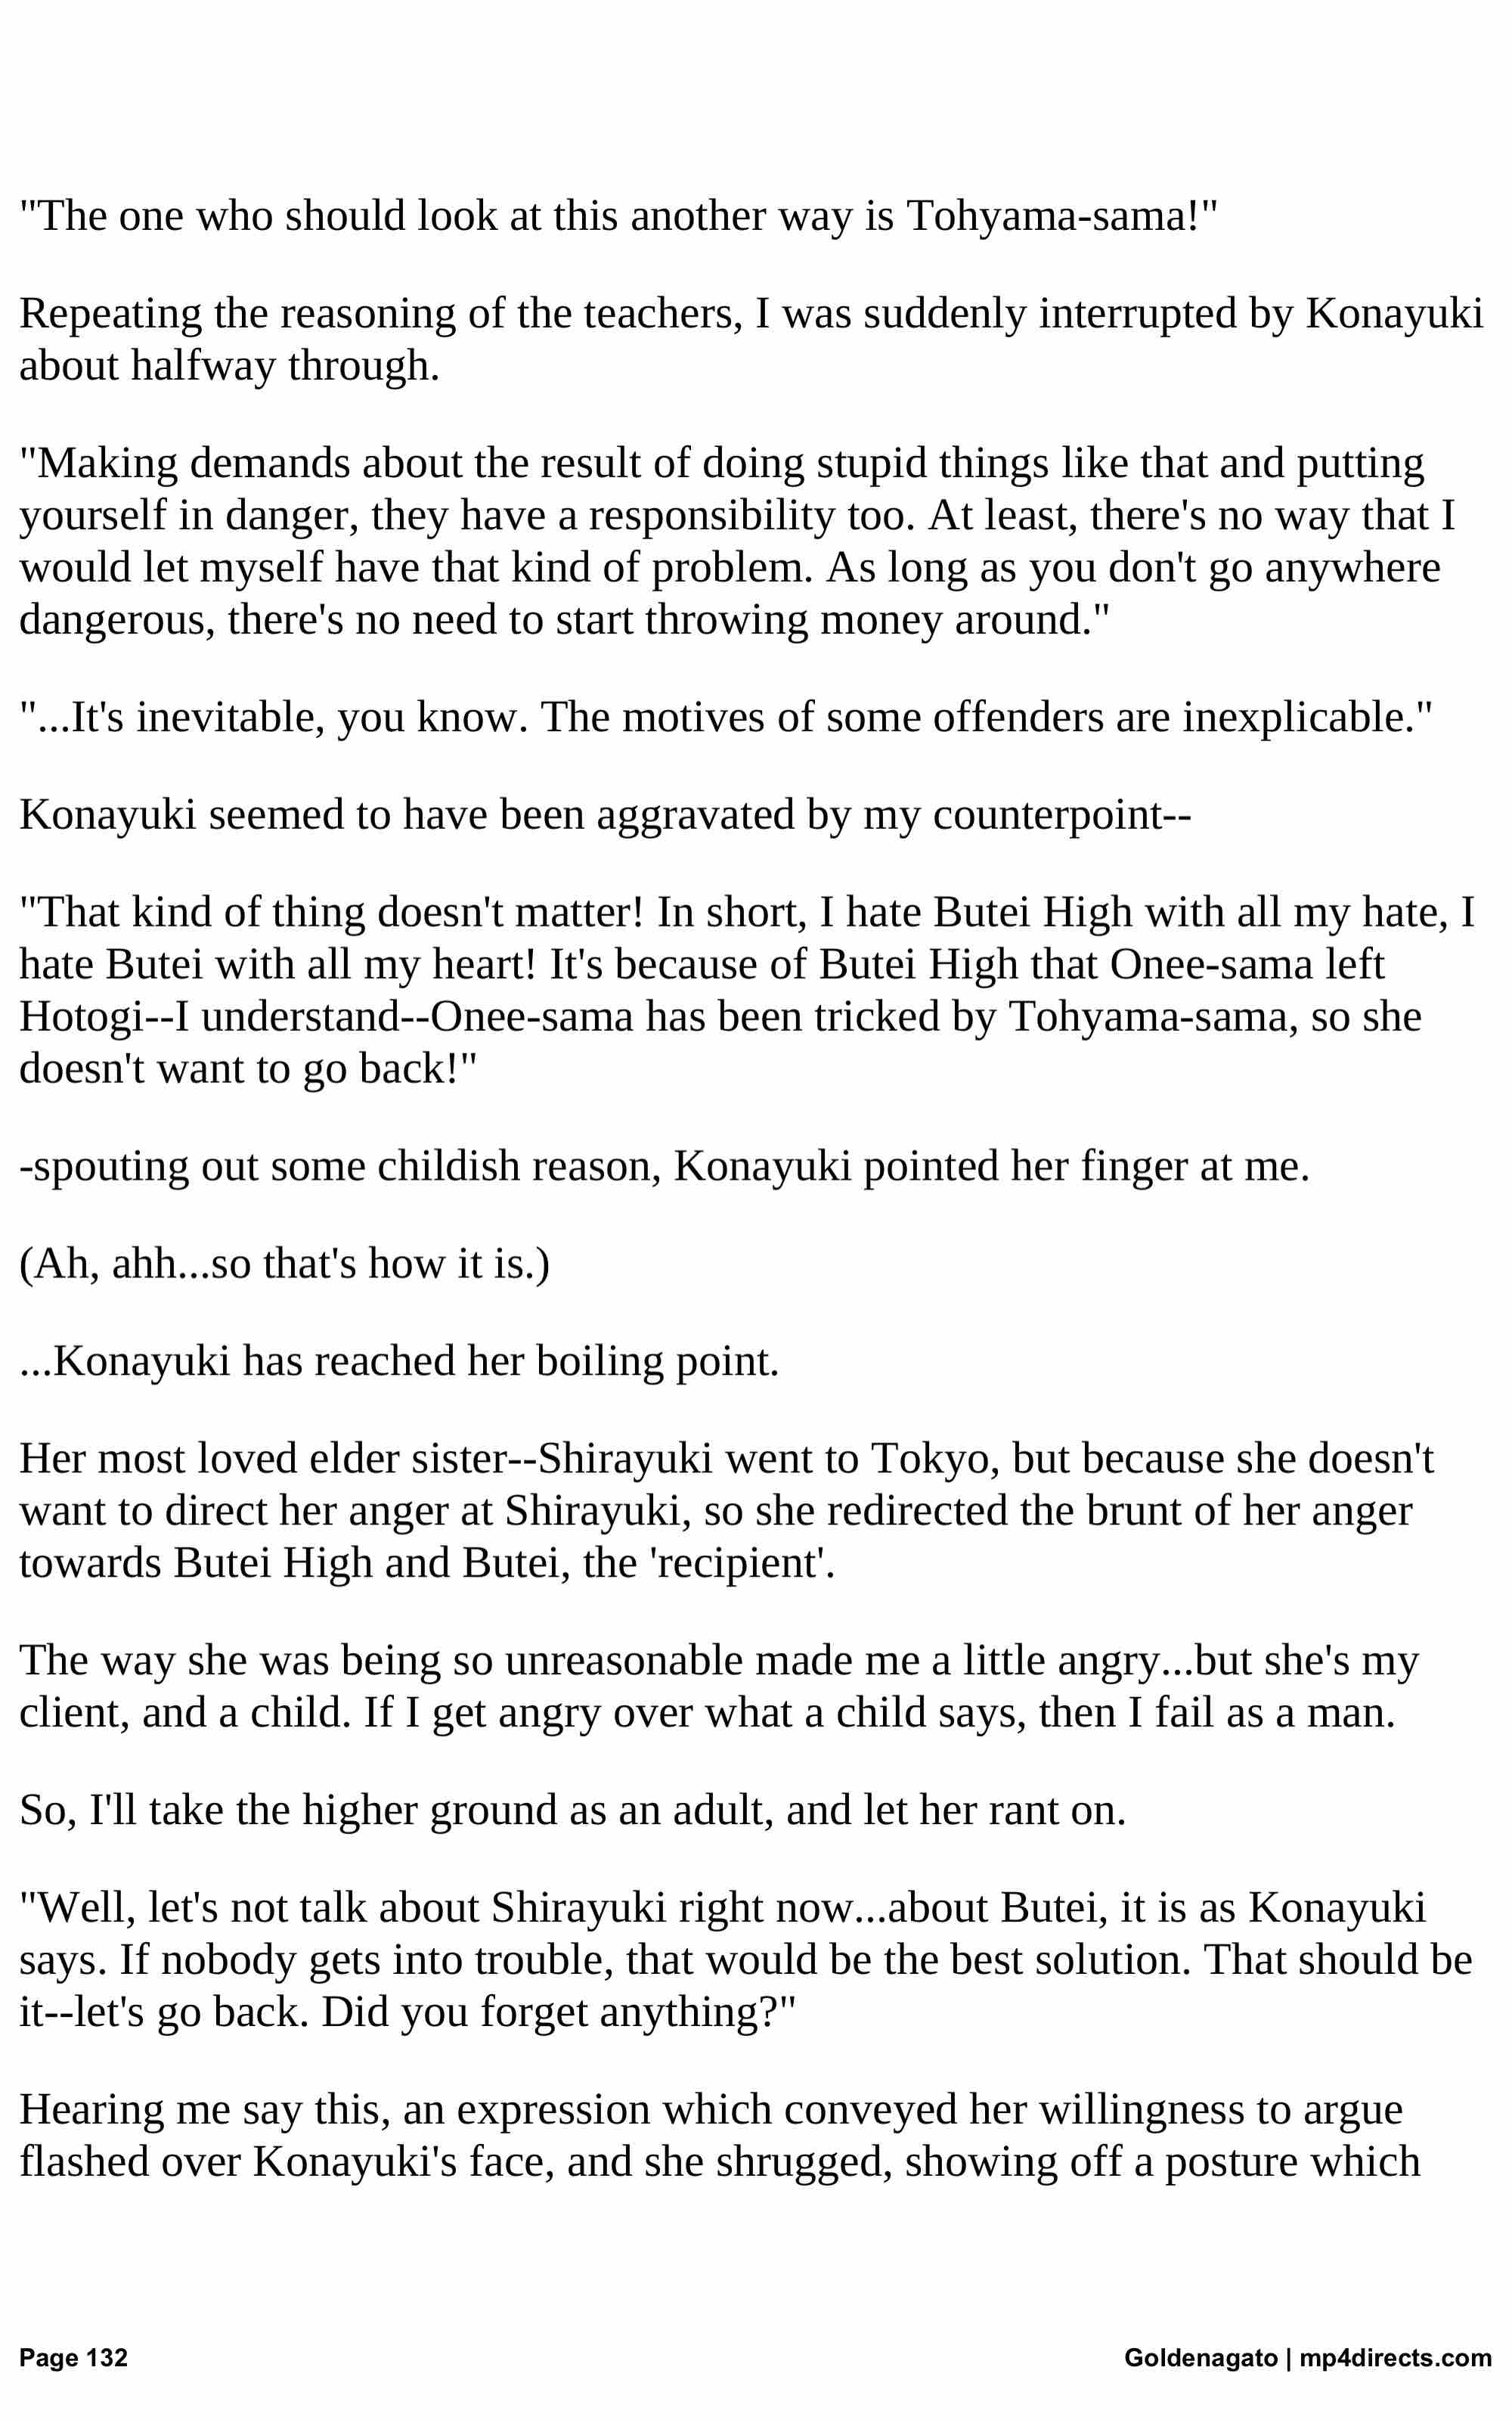 "The one who should look at this another way is Tohyama-sama!"
Repeating the reasoning of the teachers, I was suddenly interrupted by Konayuki
about halfway through.
"Making demands about the result of doing stupid things like that and putting
yourself in danger, they have a responsibility too. At least, there's no way that I
would let myself have that kind of problem. As long as you don't go anywhere
dangerous, there's no need to start throwing money around."
"...It's inevitable, you know. The motives of some offenders are inexplicable."
Konayuki seemed to have been aggravated by my counterpoint--
"That kind of thing doesn't matter! In short, I hate Butei High with all my hate, I
hate Butei with all my heart! It's because of Butei High that Onee-sama left
Hotogi--I understand--Onee-sama has been tricked by Tohyama-sama, so she
doesn't want to go back!"
-spouting out some childish reason, Konayuki pointed her finger at me.
(Ah, ahh...so that's how it is.)
...Konayuki has reached her boiling point.
Her most loved elder sister--Shirayuki went to Tokyo, but because she doesn't
want to direct her anger at Shirayuki, so she redirected the brunt of her anger
towards Butei High and Butei, the 'recipient'.
The way she was being so unreasonable made me a little angry...but she's my
client, and a child. If I get angry over what a child says, then I fail as a man.
So, I'll take the higher ground as an adult, and let her rant on.
"Well, let's not talk about Shirayuki right now...about Butei, it is as Konayuki
says. If nobody gets into trouble, that would be the best solution. That should be
it--let's go back. Did you forget anything?"
Hearing me say this, an expression which conveyed her willingness to argue
flashed over Konayuki's face, and she shrugged, showing off a posture which
Page 132
Goldenagato | mp4directs.com